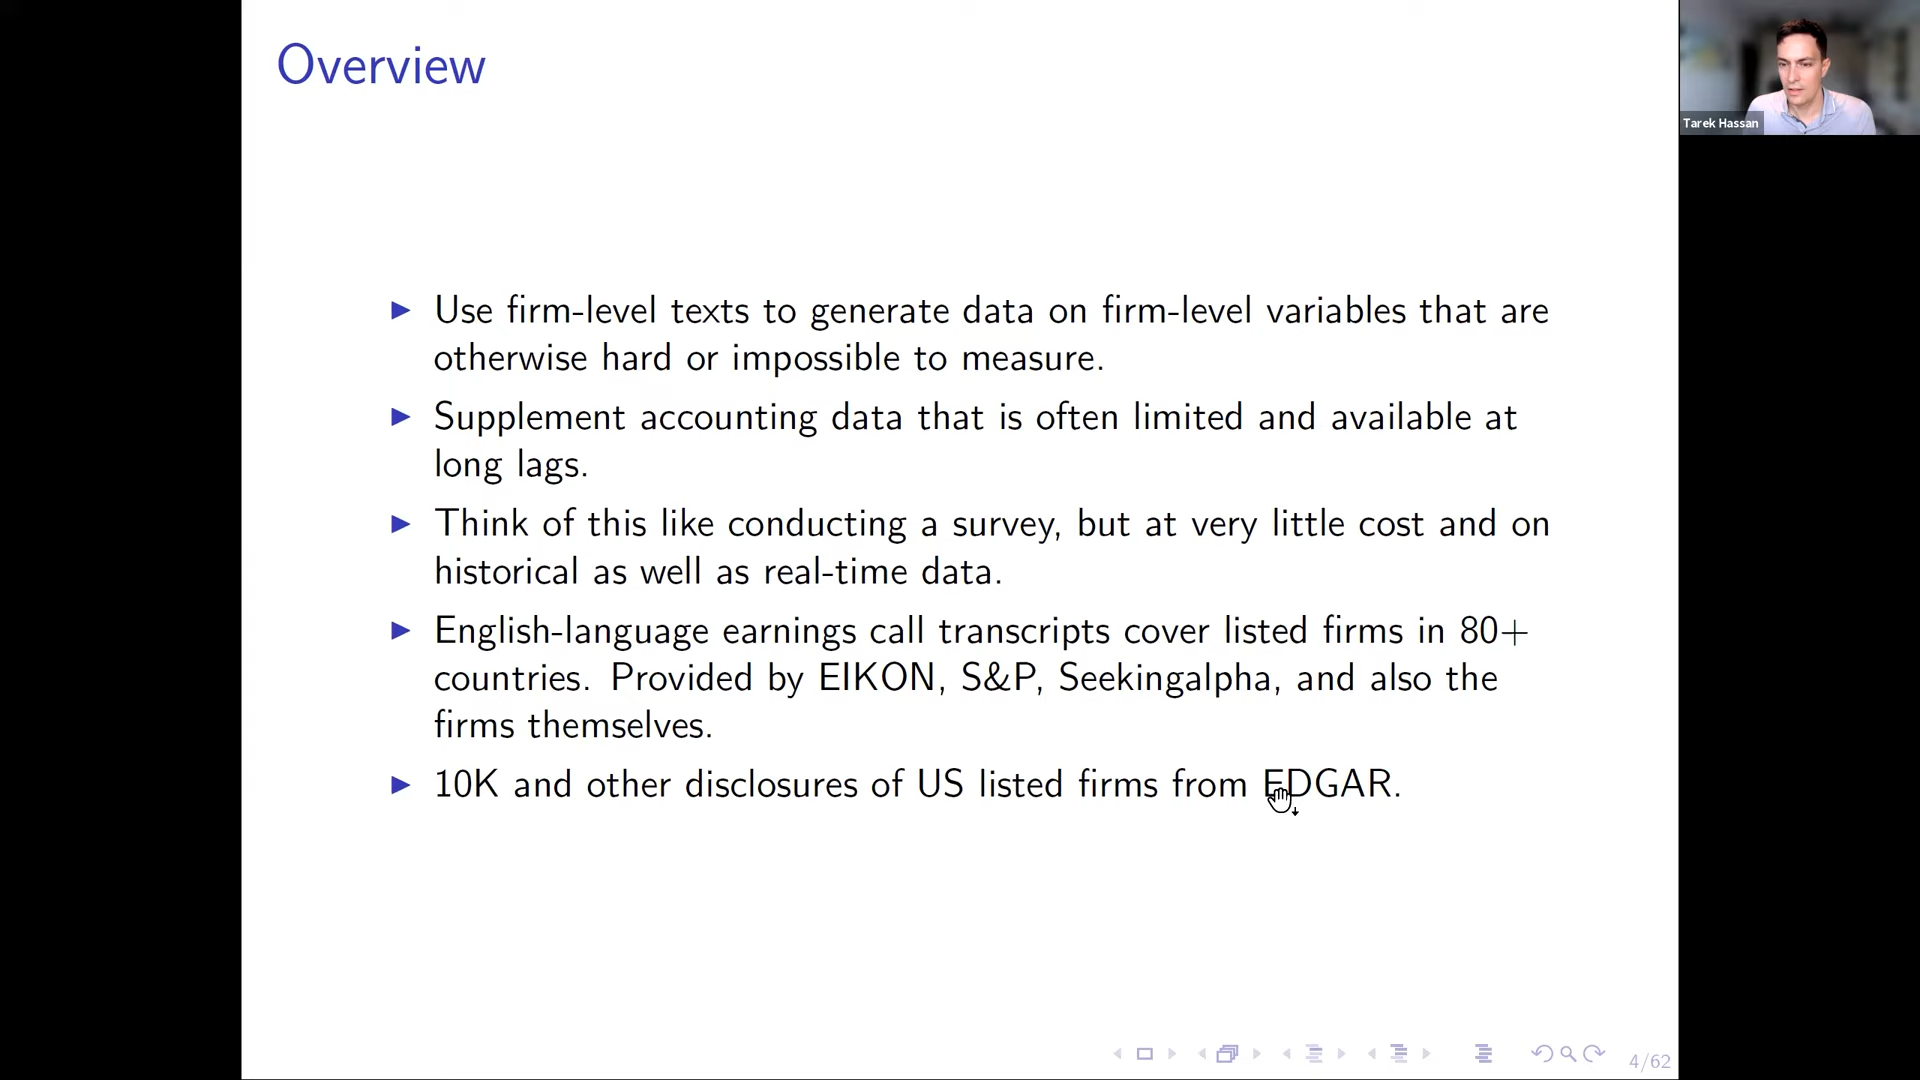 Overview
Tarek Hassan
Use firm-level texts to generate data on firm-level variables that are
otherwise hard or impossible to measure.
Supplement accounting data that is often limited and available at
long lags.
Think of this like conducting a survey, but at very little cost and on
historical as well as real-time data.
English-language earnings call transcripts cover listed firms in 80+
countries. Provided by EIKON, S&P, Seekingalpha, and also the
firms themselves.
10K and other disclosures of US listed firms from EDGAR.
4/62